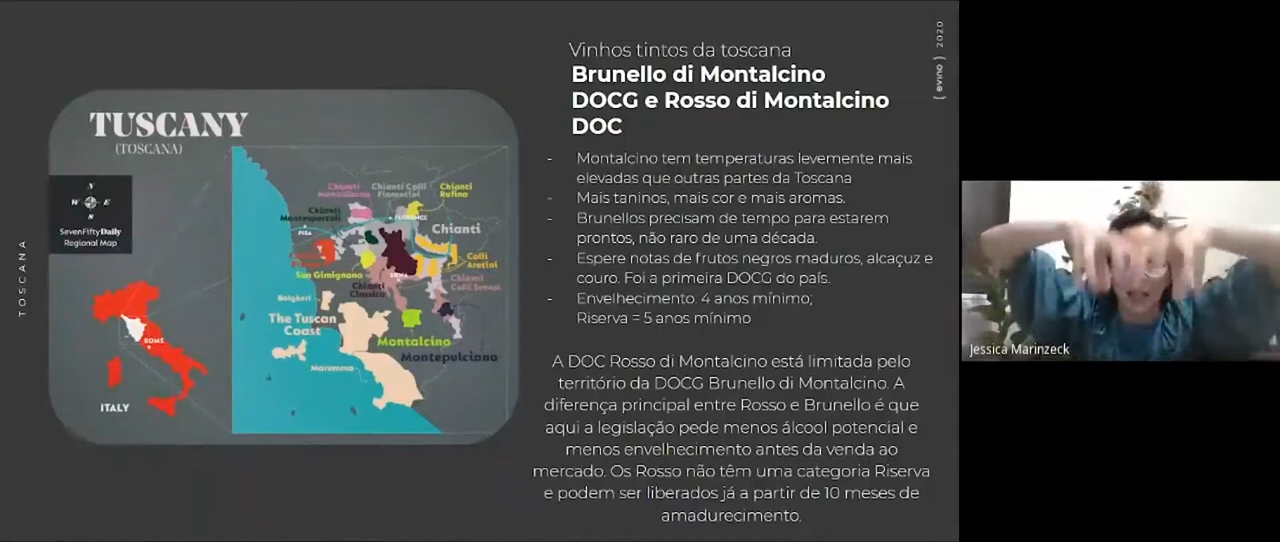 Vinhos tintos da toscana
Brunello di Montalcino
DOCG e Rosso di Montalcino
DOC
- Montalcino tem temperaturas levemente mais
elevadas que outras partes da Toscana
- Mais taninos, mais cor e mais aromas.
- Brunellos precisam de tempo para estarem
prontos, não raro de uma década.
- Espere notas de frutos negros maduros, alcaçuz e
couro. Foi a primeira DOCG do país.
- Envelhecimento: 4 anos mínimo;
Riserva = 5 anos mínimo
A DOC Rosso di Montalcino está limitada pelo
território da DOCG Brunello di Montalcino. A
diferença principal entre Rosso e Brunello é que
aqui a legislação pede menos álcool potencial e
menos envelhecimento antes da venda ao
mercado. Os Rosso não têm uma categoria Riserva
e podem ser liberados já a partir de 10 meses de
amadurecimento.
( evino ) 2020
TOSCANA
TUSCANY
(TOSCANA)
N
W E
S
SevenFiftyDaily
Regional Map
ROME
ITALY
Chianti
Montalbano
Chianti Colli
Fiorentini
Chianti
Rufina
Chianti
Montespertoli
FLORENCE
PISA
Chianti
Colli
Aretini
San Gimignano
SIENA
Chianti
Colli Senesi
Chianti
Classico
Bolgheri
The Tuscan
Coast
Montalcino
Montepulciano
Maremma
Jessica Marinzeck